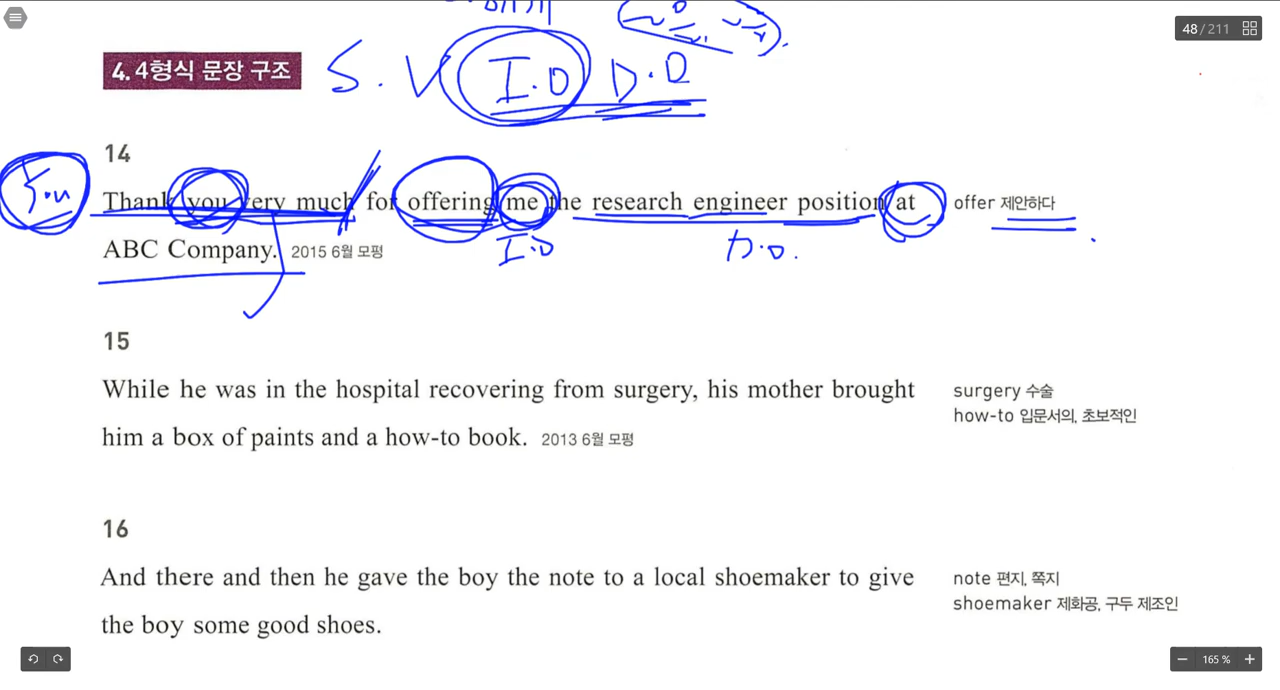 48 / 211
4. 4형식 문장 구조 S. V I.O D.O
14
You
Thank you very much for offering me the research engineer position at offer 제안하다
ABC Company. 2015 6월 모평 I.O D.O.
15
While he was in the hospital recovering from surgery, his mother brought surgery 수술
him a box of paints and a how-to book. 2013 6월 모평 how-to 입문서의, 초보적인
16
And there and then he gave the boy the note to a local shoemaker to give note 편지, 쪽지
the boy some good shoes. shoemaker 제화공, 구두 제조인
165 %